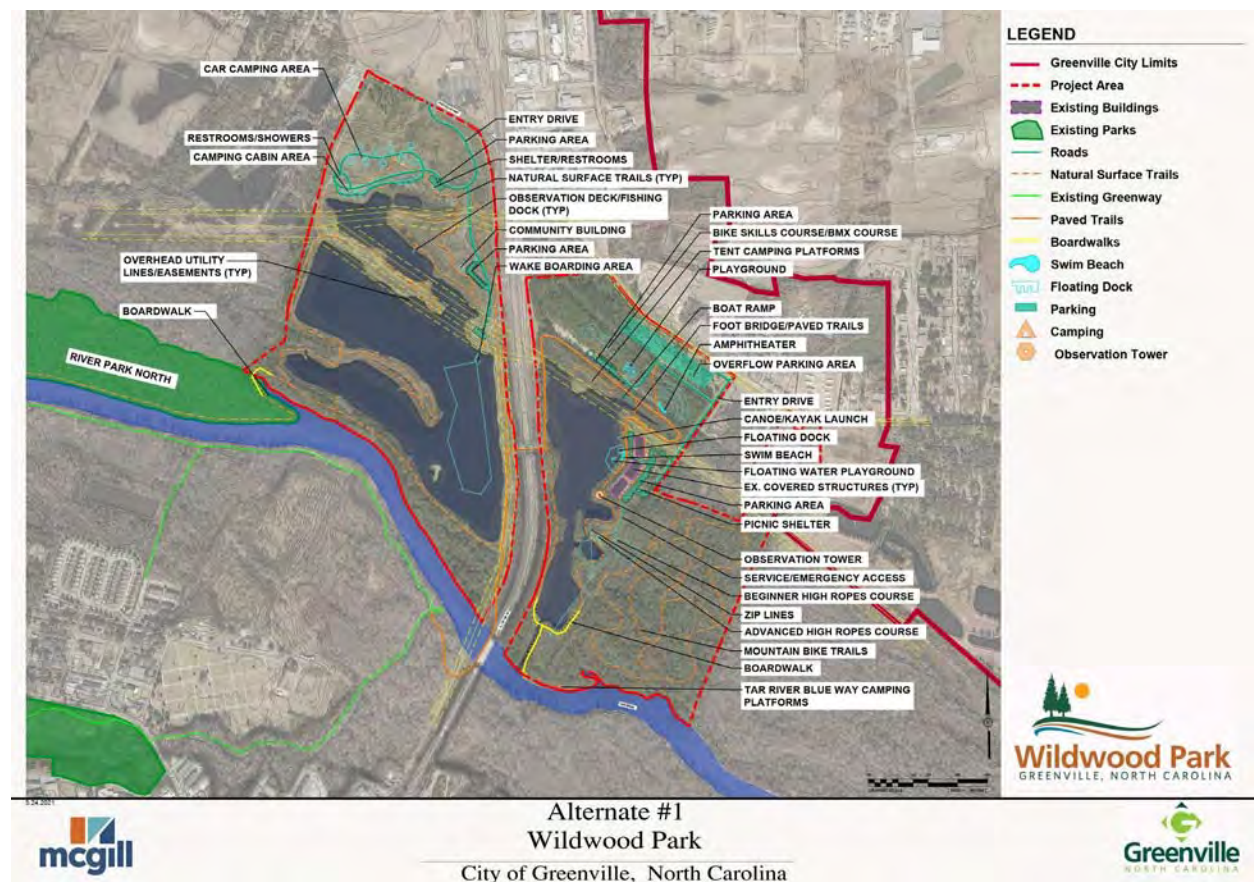 CAR CAMPING AREA
RESTROOMS/SHOWERS
CAMPING CABIN AREA
OVERHEAD UTILITY
LINES/EASEMENTS (TYP)
BOARDWALK
RIVER PARK NORTH
ENTRY DRIVE
PARKING AREA
SHELTER/RESTROOMS
NATURAL SURFACE TRAILS (TYP)
OBSERVATION DECK/FISHING
DOCK (TYP)
COMMUNITY BUILDING
PARKING AREA
WAKE BOARDING AREA
PARKING AREA
BIKE SKILLS COURSE/BMX COURSE
TENT CAMPING PLATFORMS
PLAYGROUND
BOAT RAMP
FOOT BRIDGE/PAVED TRAILS
AMPHITHEATER
OVERFLOW PARKING AREA
ENTRY DRIVE
CANOE/KAYAK LAUNCH
FLOATING DOCK
SWIM BEACH
FLOATING WATER PLAYGROUND
EX. COVERED STRUCTURES (TYP)
PARKING AREA
PICNIC SHELTER
OBSERVATION TOWER
SERVICE/EMERGENCY ACCESS
BEGINNER HIGH ROPES COURSE
ZIP LINES
ADVANCED HIGH ROPES COURSE
MOUNTAIN BIKE TRAILS
BOARDWALK
TAR RIVER BLUE WAY CAMPING
PLATFORMS
LEGEND
Greenville City Limits
Project Area
Existing Buildings
Existing Parks
Roads
Natural Surface Trails
Existing Greenway
Paved Trails
Boardwalks
Swim Beach
Floating Dock
Parking
Camping
Observation Tower
Wildwood Park
GREENVILLE, NORTH CAROLINA
5.24.2021
mcgill
Alternate #1
Wildwood Park
City of Greenville, North Carolina
Greenville
NORTH CAROLINA